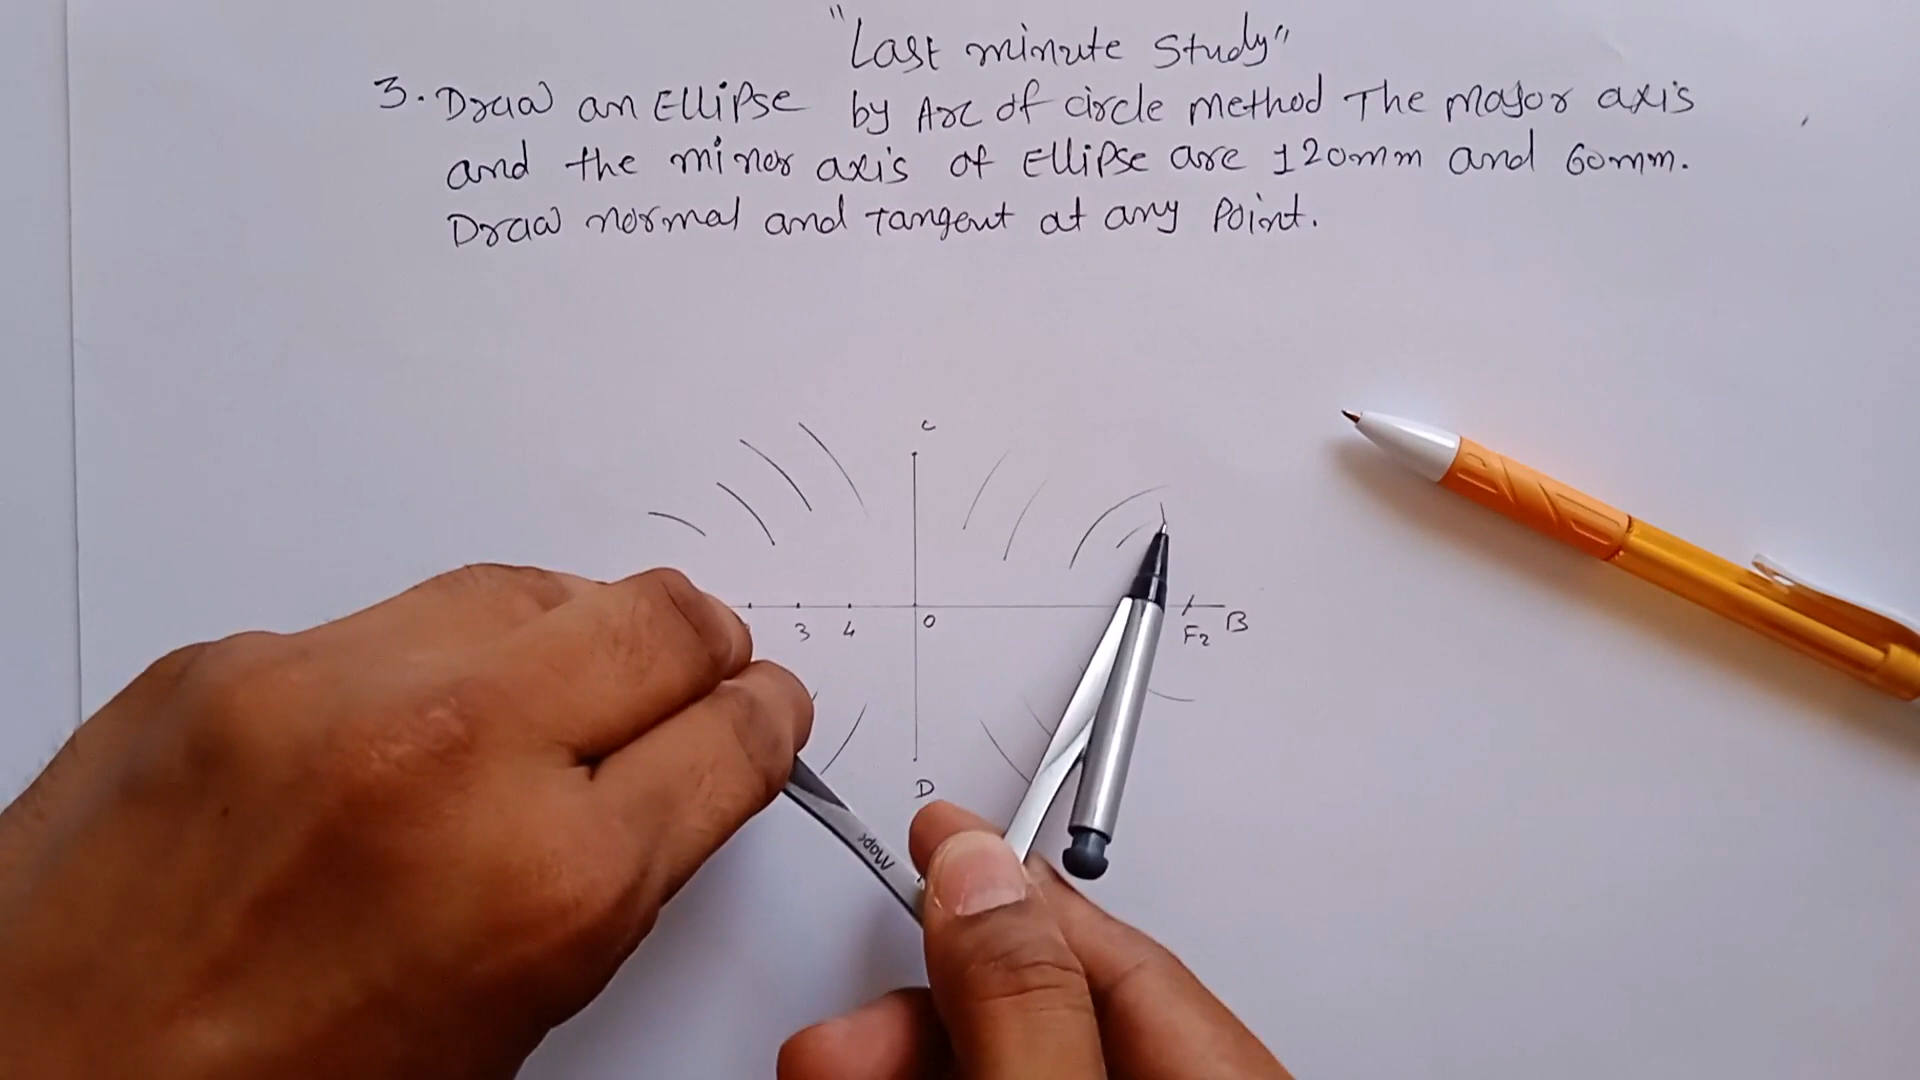 "Last minute Study"
3. Draw an Ellipse by Arc of circle method The major axis
and the minor axis of Ellipse are 120mm and 60mm.
Draw normal and Tangent at any Point.
C
3 4 O F2 B
D
Maps